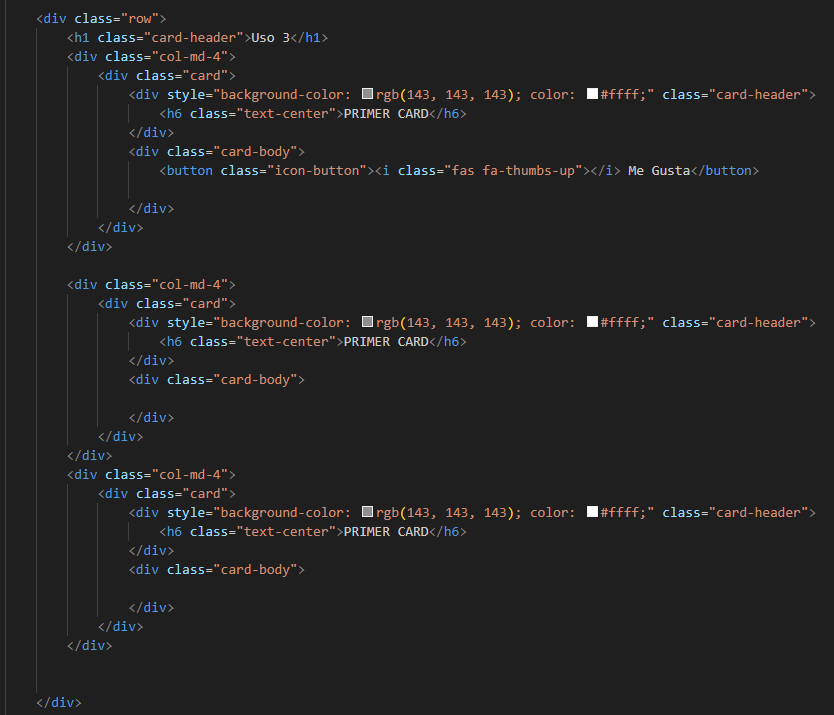 <div class="row">
<h1 class="card-header">Uso 3</h1>
<div class="col-md-4">
<div class="card">
<div style="background-color: rgb(143, 143, 143); color: #ffff;" class="card-header">
<h6 class="text-center">PRIMER CARD</h6>
</div>
<div class="card-body">
<button class="icon-button"><i class="fas fa-thumbs-up"></i> Me Gusta</button>
</div>
</div>
</div>
<div class="col-md-4">
<div class="card">
<div style="background-color: rgb(143, 143, 143); color: #ffff;" class="card-header">
<h6 class="text-center">PRIMER CARD</h6>
</div>
<div class="card-body">
</div>
</div>
</div>
<div class="col-md-4">
<div class="card">
<div style="background-color: rgb(143, 143, 143); color: #ffff;" class="card-header">
<h6 class="text-center">PRIMER CARD</h6>
</div>
<div class="card-body">
</div>
</div>
</div>
</div>